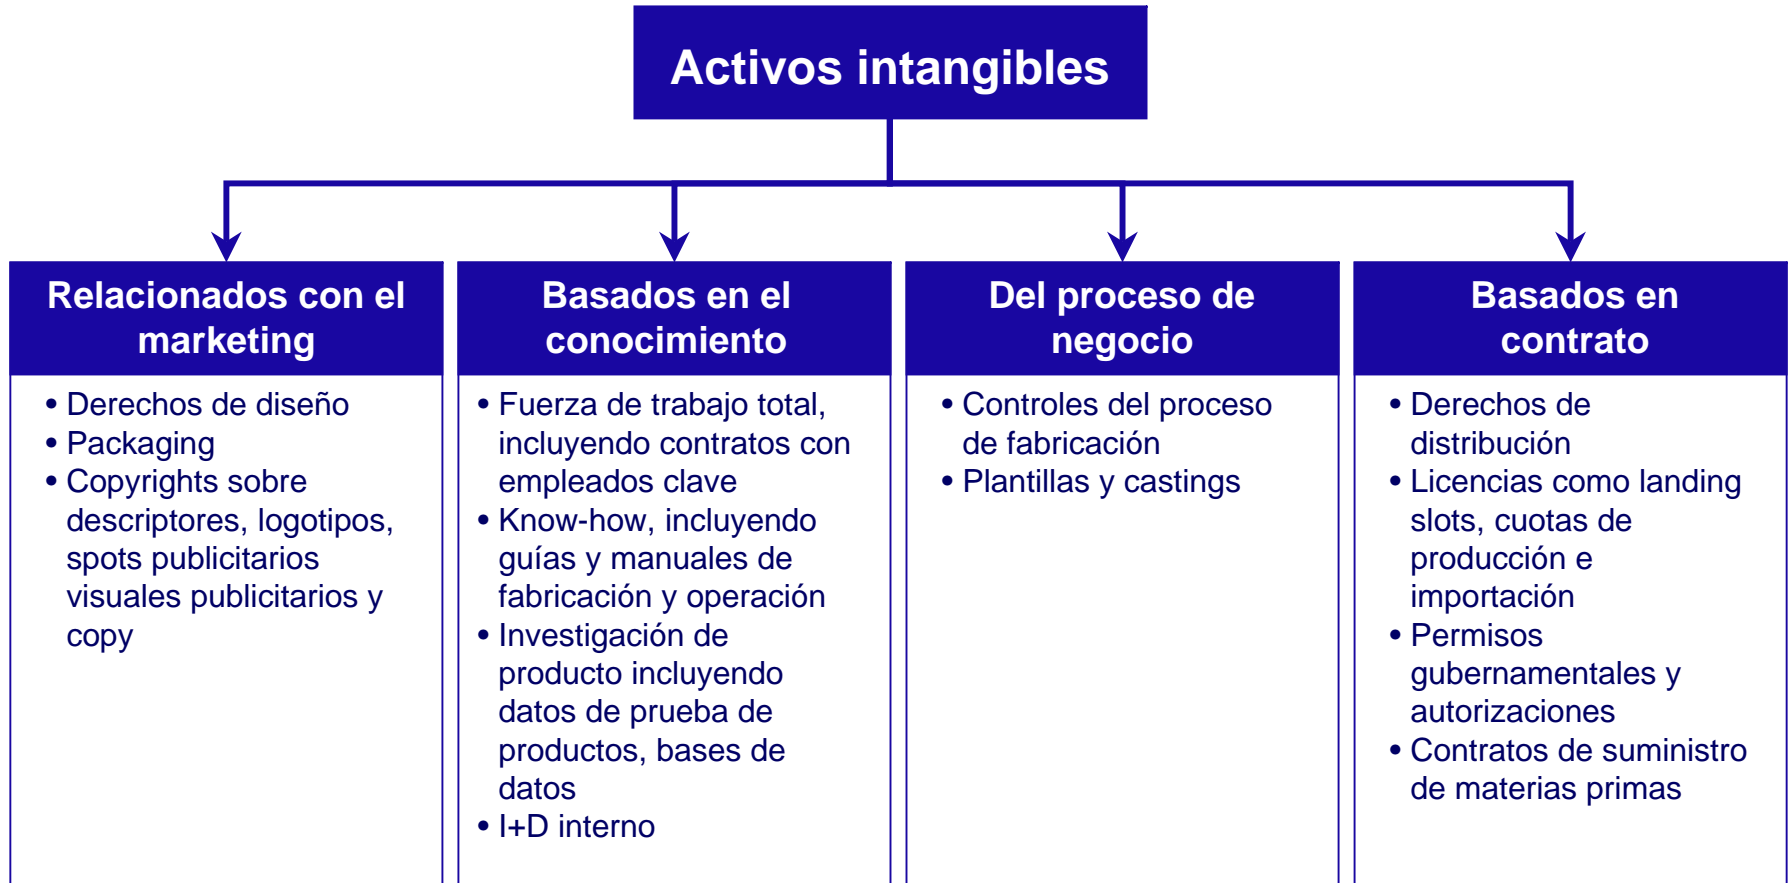 Activos intangibles
Relacionados con el
marketing
• Derechos de diseño
• Packaging
• Copyrights sobre
descriptores, logotipos,
spots publicitarios
visuales publicitarios y
copy
Basados en el
conocimiento
• Fuerza de trabajo total,
incluyendo contratos con
empleados clave
• Know-how, incluyendo
guías y manuales de
fabricación y operación
• Investigación de
producto incluyendo
datos de prueba de
productos, bases de
datos
• I+D interno
Del proceso de
negocio
• Controles del proceso
de fabricación
• Plantillas y castings
Basados en
contrato
• Derechos de
distribución
• Licencias como landing
slots, cuotas de
producción e
importación
• Permisos
gubernamentales y
autorizaciones
• Contratos de suministro
de materias primas